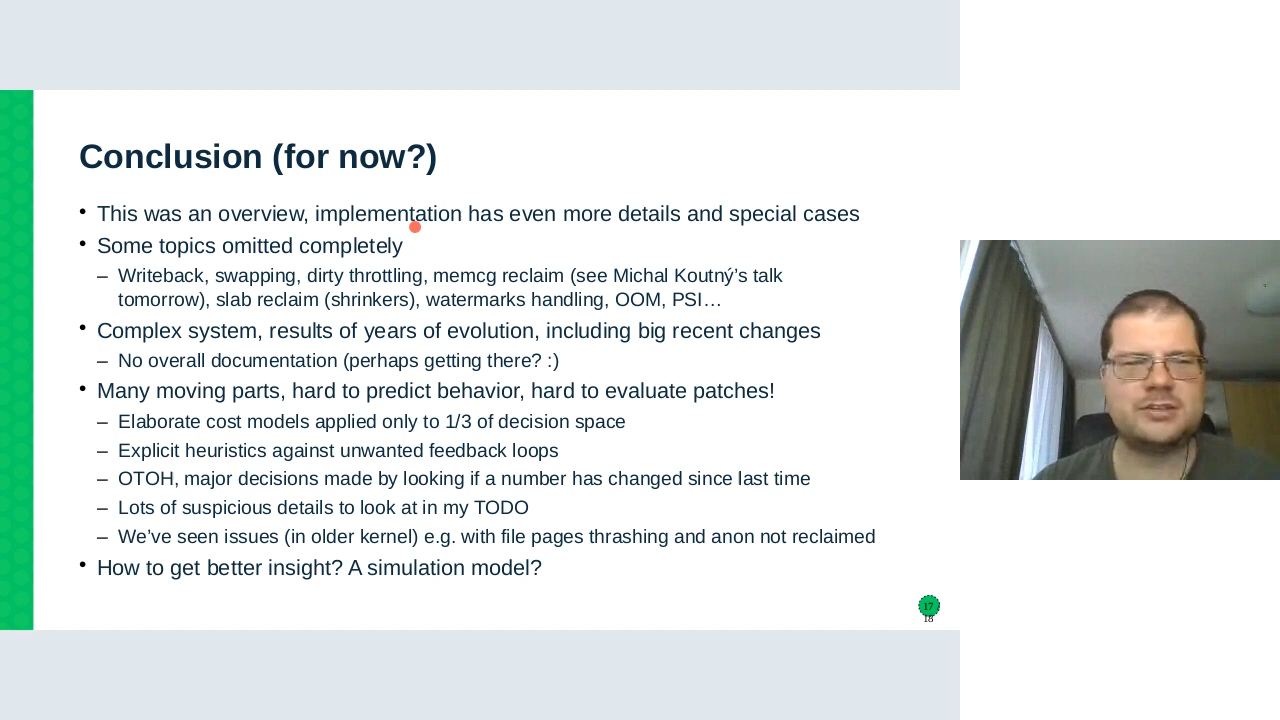 Conclusion (for now?)
• This was an overview, implementation has even more details and special cases
• Some topics omitted completely
– Writeback, swapping, dirty throttling, memcg reclaim (see Michal Koutný’s talk
tomorrow), slab reclaim (shrinkers), watermarks handling, OOM, PSI…
• Complex system, results of years of evolution, including big recent changes
– No overall documentation (perhaps getting there? :)
• Many moving parts, hard to predict behavior, hard to evaluate patches!
– Elaborate cost models applied only to 1/3 of decision space
– Explicit heuristics against unwanted feedback loops
– OTOH, major decisions made by looking if a number has changed since last time
– Lots of suspicious details to look at in my TODO
– We’ve seen issues (in older kernel) e.g. with file pages thrashing and anon not reclaimed
• How to get better insight? A simulation model?
17
18